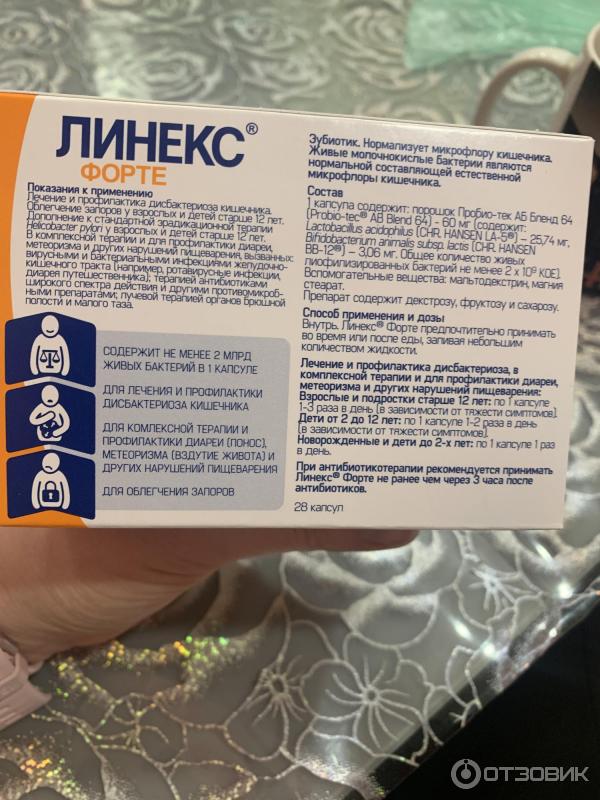 ЛИНЕКС®
ФОРТЕ
Показания к применению
Лечение и профилактика дисбактериоза кишечника.
Облегчение запоров у взрослых и детей старше 12 лет.
Дополнение к стандартной эрадикационной терапии
Helicobacter pylori у взрослых и детей старше 12 лет.
В комплексной терапии и для профилактики диареи,
метеоризма и других нарушений пищеварения, вызванных:
вирусными и бактериальными инфекциями желудочно-
кишечного тракта (например, ротавирусные инфекции,
диарея путешественника); терапией антибиотиками
широкого спектра действия и другими противомикроб-
ными препаратами; лучевой терапией органов брюшной
полости и малого таза.
СОДЕРЖИТ НЕ МЕНЕЕ 2 МЛРД
ЖИВЫХ БАКТЕРИЙ В 1 КАПСУЛЕ
ДЛЯ ЛЕЧЕНИЯ И ПРОФИЛАКТИКИ
ДИСБАКТЕРИОЗА КИШЕЧНИКА
ДЛЯ КОМЛЕКСНОЙ ТЕРАПИИ И
ПРОФИЛАКТИКИ ДИАРЕИ (ПОНОС),
МЕТЕОРИЗМА (ВЗДУТИЕ ЖИВОТА) И
ДРУГИХ НАРУШЕНИЙ ПИЩЕВАРЕНИЯ
ДЛЯ ОБЛЕГЧЕНИЯ ЗАПОРОВ
Эубиотик. Нормализует микрофлору кишечника.
Живые молочнокислые бактерии являются
нормальной составляющей естественной
микрофлоры кишечника.
Состав
1 капсула содержит: порошок Пробио-тек АБ Бленд 64
(Probio-tec® AB Blend 64) - 60 мг (содержит:
Lactobacillus acidophilus (CHR. HANSEN LA-5®) – 25,74 мг,
Bifidobacterium animalis subsp. lactis (CHR. HANSEN
BB-12®) – 3,06 мг. Общее количество живых
лиофилизированных бактерий не менее 2 x 10⁹ КОЕ).
Вспомогательные вещества: мальтодекстрин, магния
стеарат.
Препарат содержит декстрозу, фруктозу и сахарозу.
Способ применения и дозы
Внутрь. Линекс® Форте предпочтительно принимать
во время или после еды, запивая небольшим
количеством жидкости.
Лечение и профилактика дисбактериоза, в
комплексной терапии и для профилактики диареи,
метеоризма и других нарушений пищеварения:
Взрослые и подростки старше 12 лет: по 1 капсуле
1-3 раза в день (в зависимости от тяжести симптомов).
Дети от 2 до 12 лет: по 1 капсуле 1-2 раза в день
(в зависимости от тяжести симптомов).
Новорожденные и дети до 2-х лет: по 1 капсуле 1 раз
в день.
При антибиотикотерапии рекомендуется принимать
Линекс® Форте не ранее чем через 3 часа после
антибиотиков.
28 капсул
ОТЗОВИК